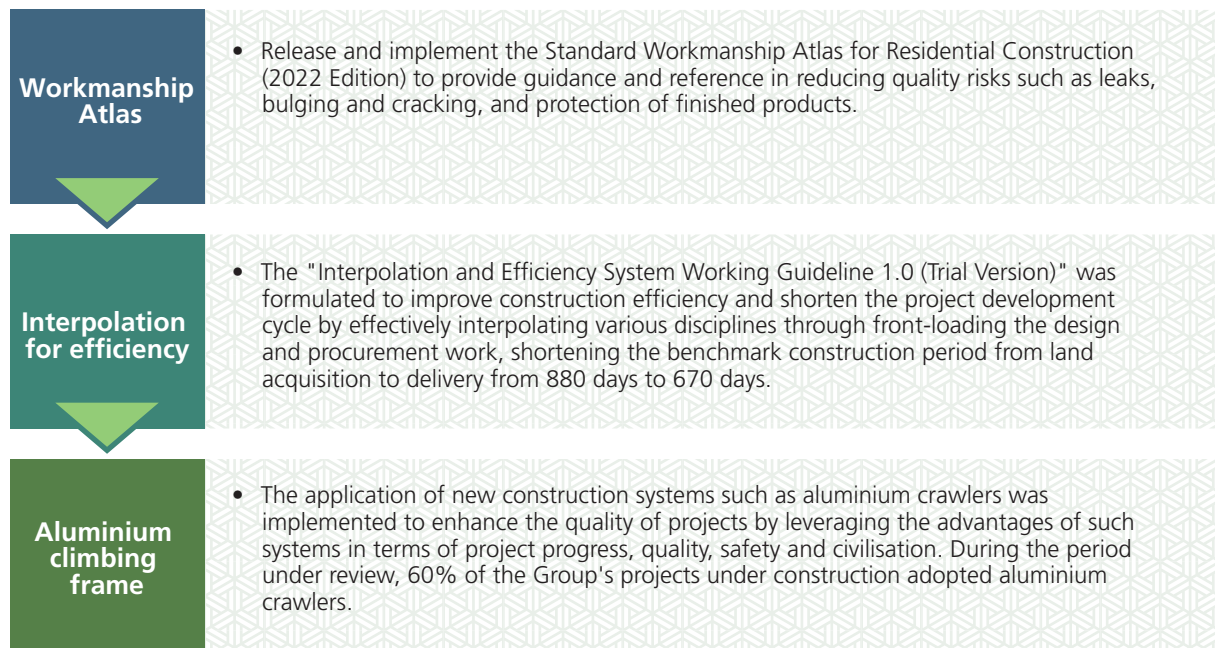 Workmanship
Atlas
• Release and implement the Standard Workmanship Atlas for Residential Construction
(2022 Edition) to provide guidance and reference in reducing quality risks such as leaks,
bulging and cracking, and protection of finished products.
Interpolation
for efficiency
• The "Interpolation and Efficiency System Working Guideline 1.0 (Trial Version)" was
formulated to improve construction efficiency and shorten the project development
cycle by effectively interpolating various disciplines through front-loading the design
and procurement work, shortening the benchmark construction period from land
acquisition to delivery from 880 days to 670 days.
Aluminium
climbing
frame
• The application of new construction systems such as aluminium crawlers was
implemented to enhance the quality of projects by leveraging the advantages of such
systems in terms of project progress, quality, safety and civilisation. During the period
under review, 60% of the Group's projects under construction adopted aluminium
crawlers.